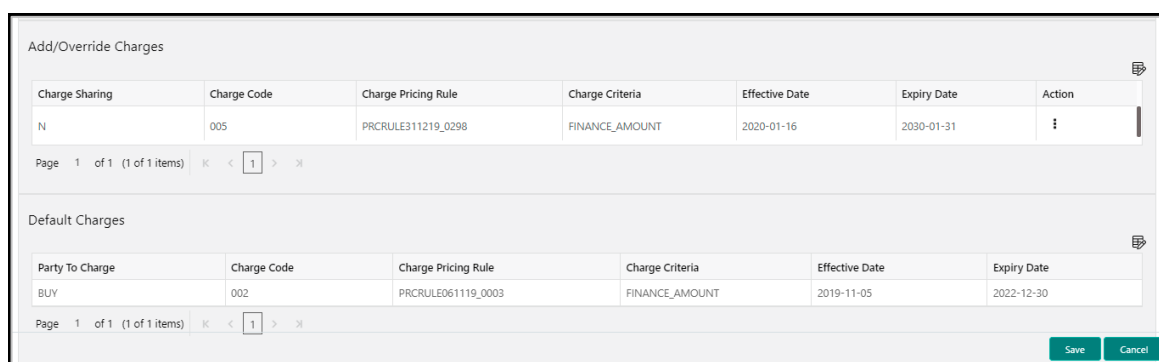 Add/Override Charges
Charge Sharing Charge Code Charge Pricing Rule Charge Criteria Effective Date Expiry Date Action
N 005 PRCRULE311219_0298 FINANCE_AMOUNT 2020-01-16 2030-01-31
Page 1 of 1 (1 of 1 items) 1
Default Charges
Party To Charge Charge Code Charge Pricing Rule Charge Criteria Effective Date Expiry Date
BUY 002 PRCRULE061119_0003 FINANCE_AMOUNT 2019-11-05 2022-12-30
Page 1 of 1 (1 of 1 items) 1
Save Cancel